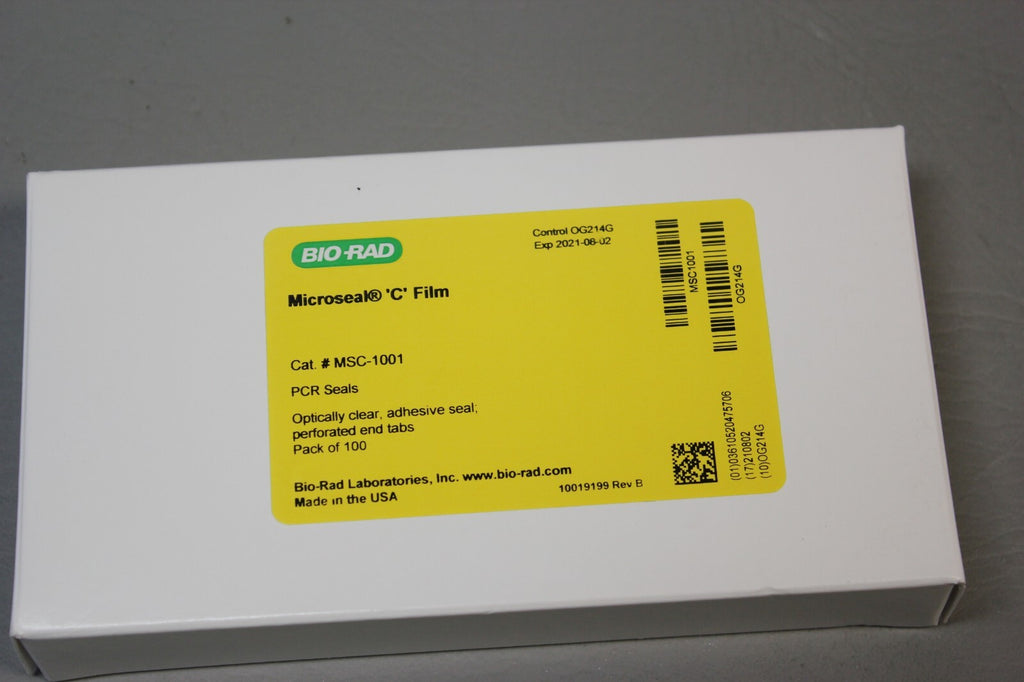 BIO-RAD
Control OG214G
Exp 2021-08-02
Microseal® 'C' Film
Cat. # MSC-1001
PCR Seals
Optically clear, adhesive seal;
perforated end tabs
Pack of 100
Bio-Rad Laboratories, Inc. www.bio-rad.com
Made in the USA
10019199 Rev B
MSC1001
OG214G
(01)03610520475706
(17)210802
(10)OG214G